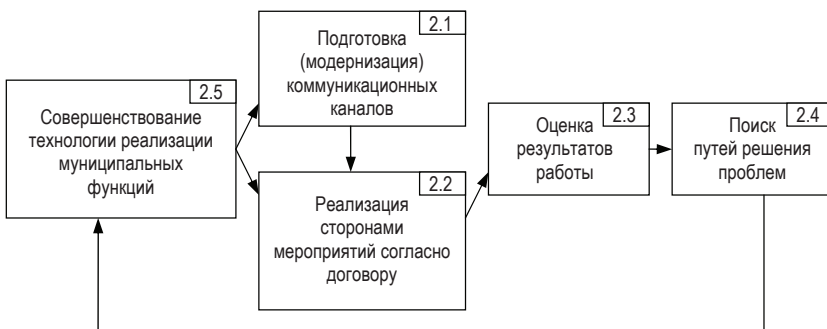 2.1
Подготовка
(модернизация)
коммуникационных
каналов
2.5
Совершенствование
технологии реализации
муниципальных
функций
2.2
Реализация
сторонами
мероприятий согласно
договору
2.3
Оценка
результатов
работы
2.4
Поиск
путей решения
проблем